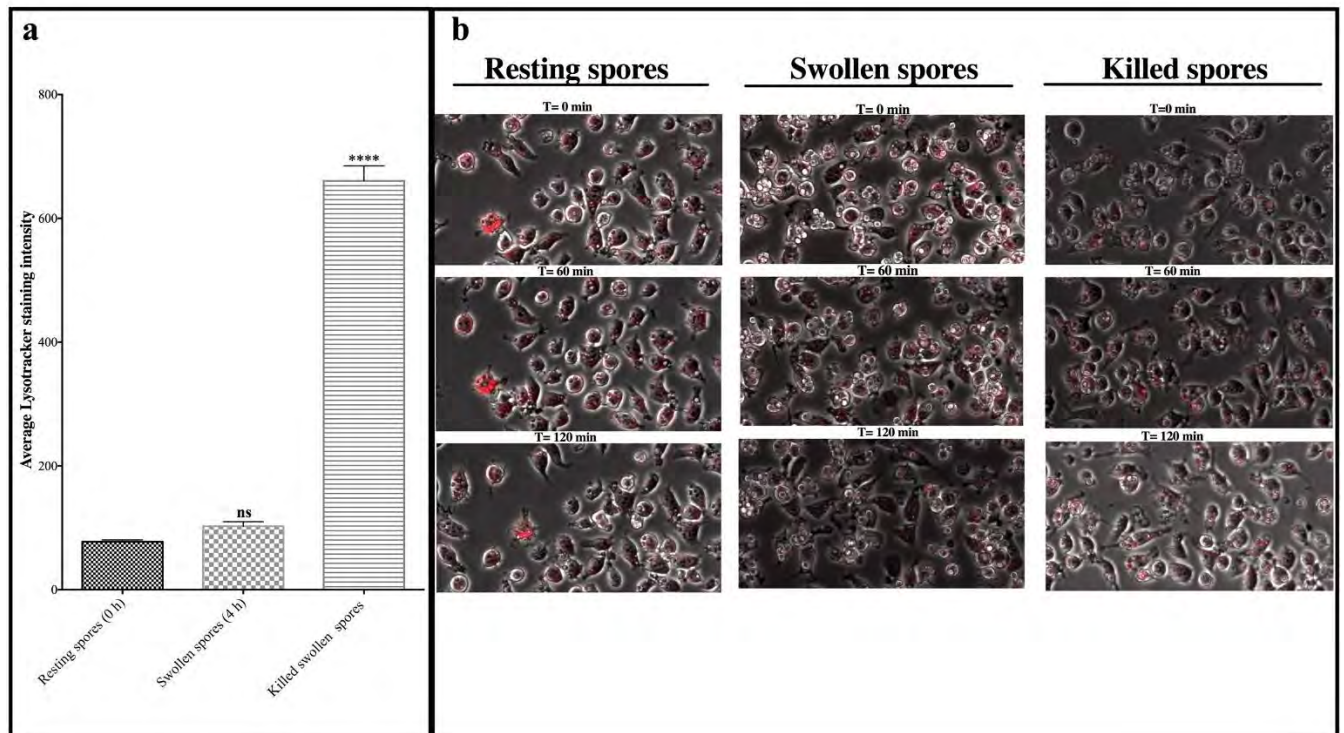 a
800
600
400
200
0
Average Lysotracker staining intensity
ns
****
Resting spores (0 h)
Swollen spores (4 h)
Killed swollen spores
b
Resting spores
T= 0 min
T= 60 min
T= 120 min
Swollen spores
T= 0 min
T= 60 min
T= 120 min
Killed spores
T=0 min
T= 60 min
T= 120 min